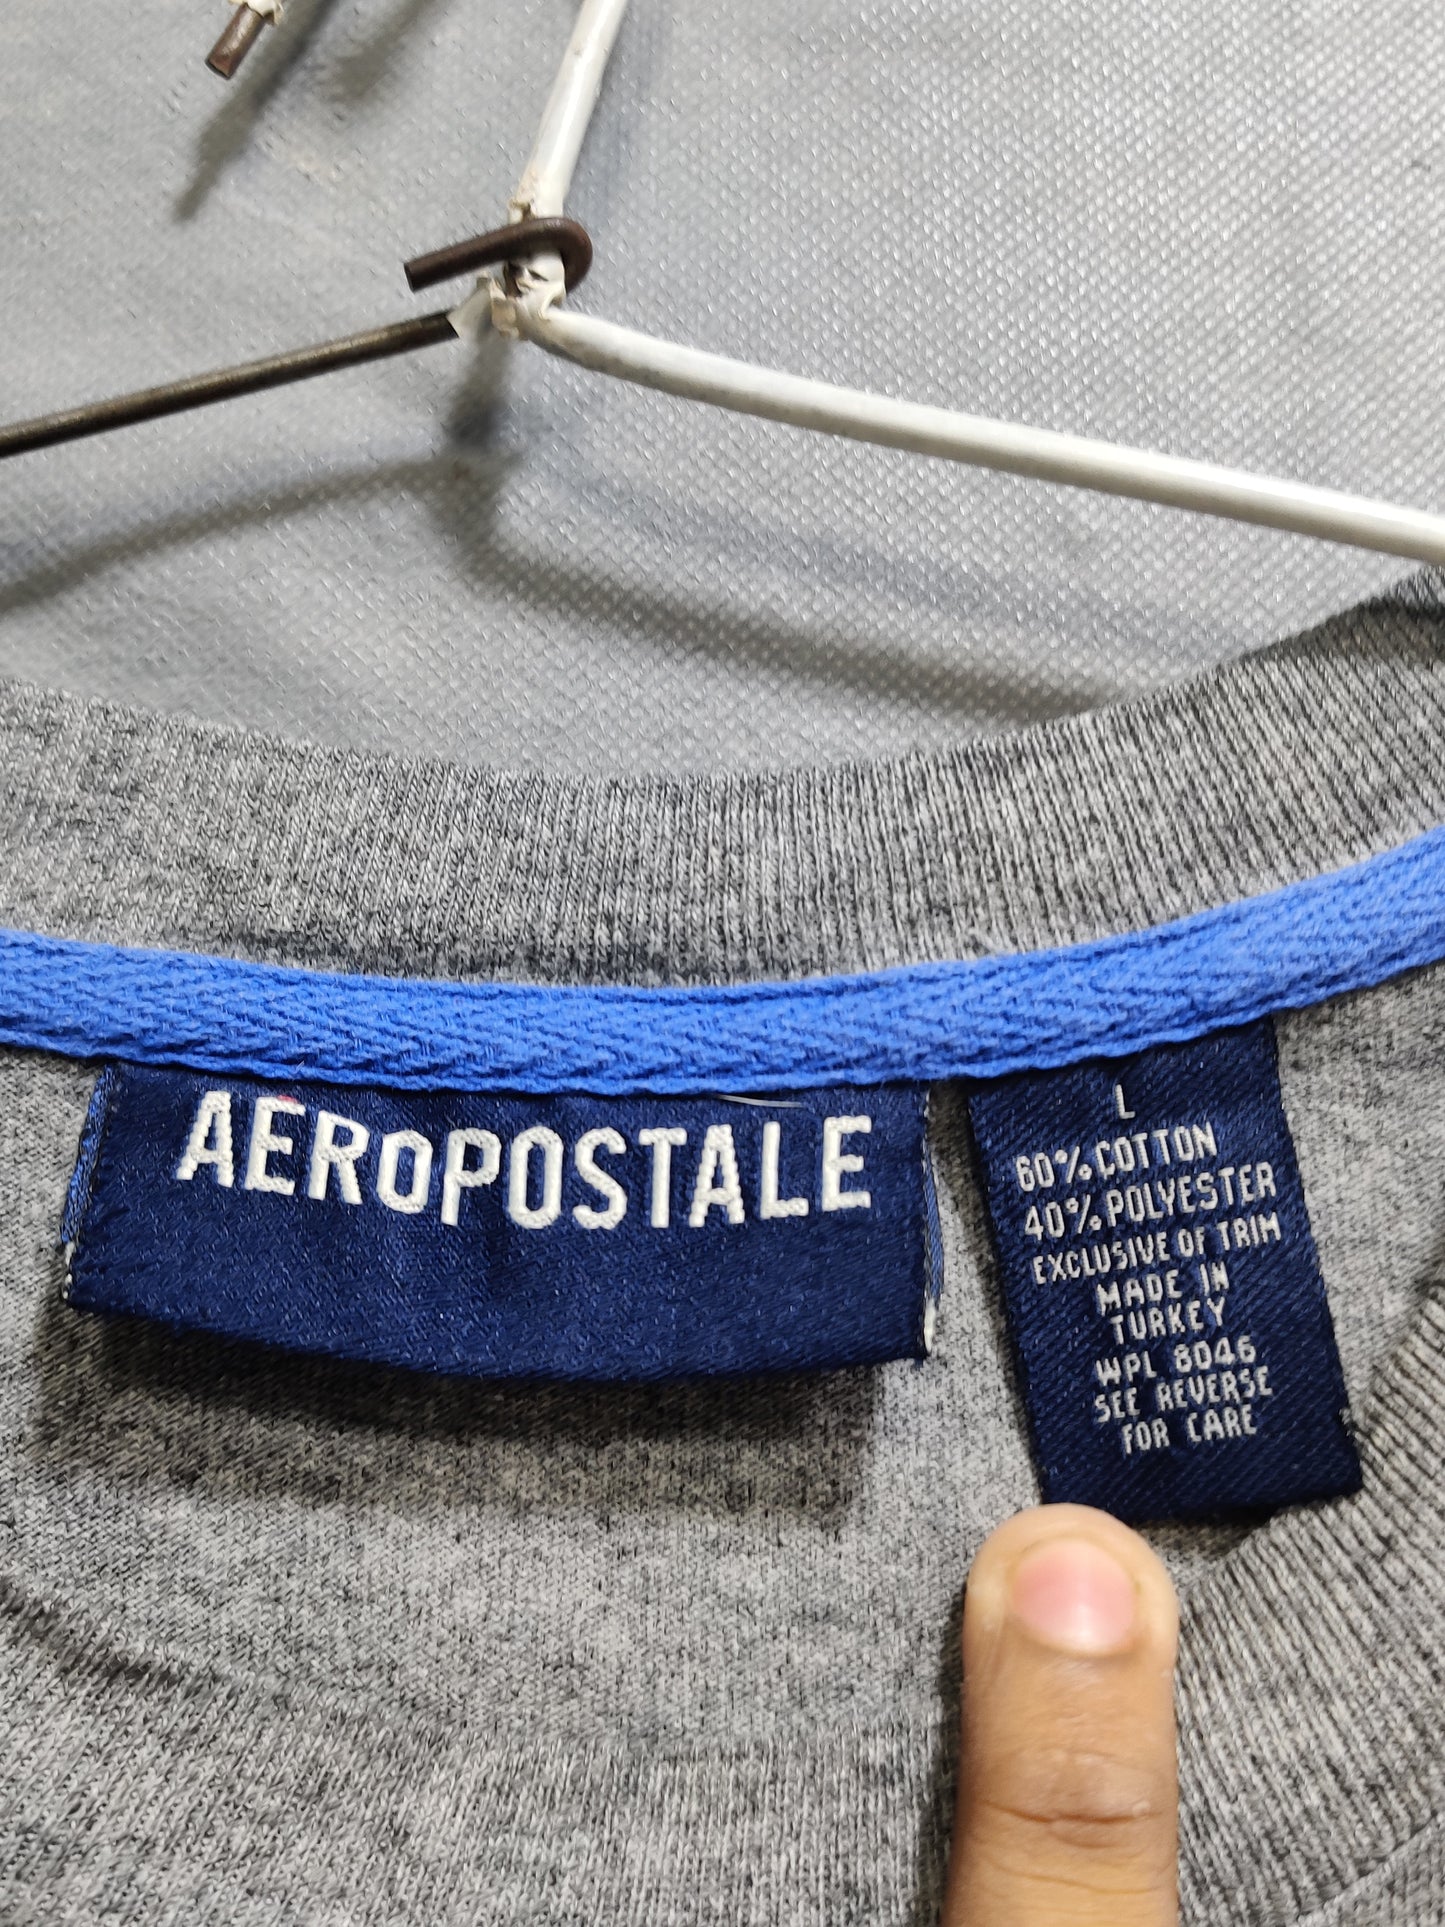 AEROPOSTALE
L
60% COTTON
40% POLYESTER
EXCLUSIVE OF TRIM
MADE IN
TURKEY
WPL 8046
SEE REVERSE
FOR CARE